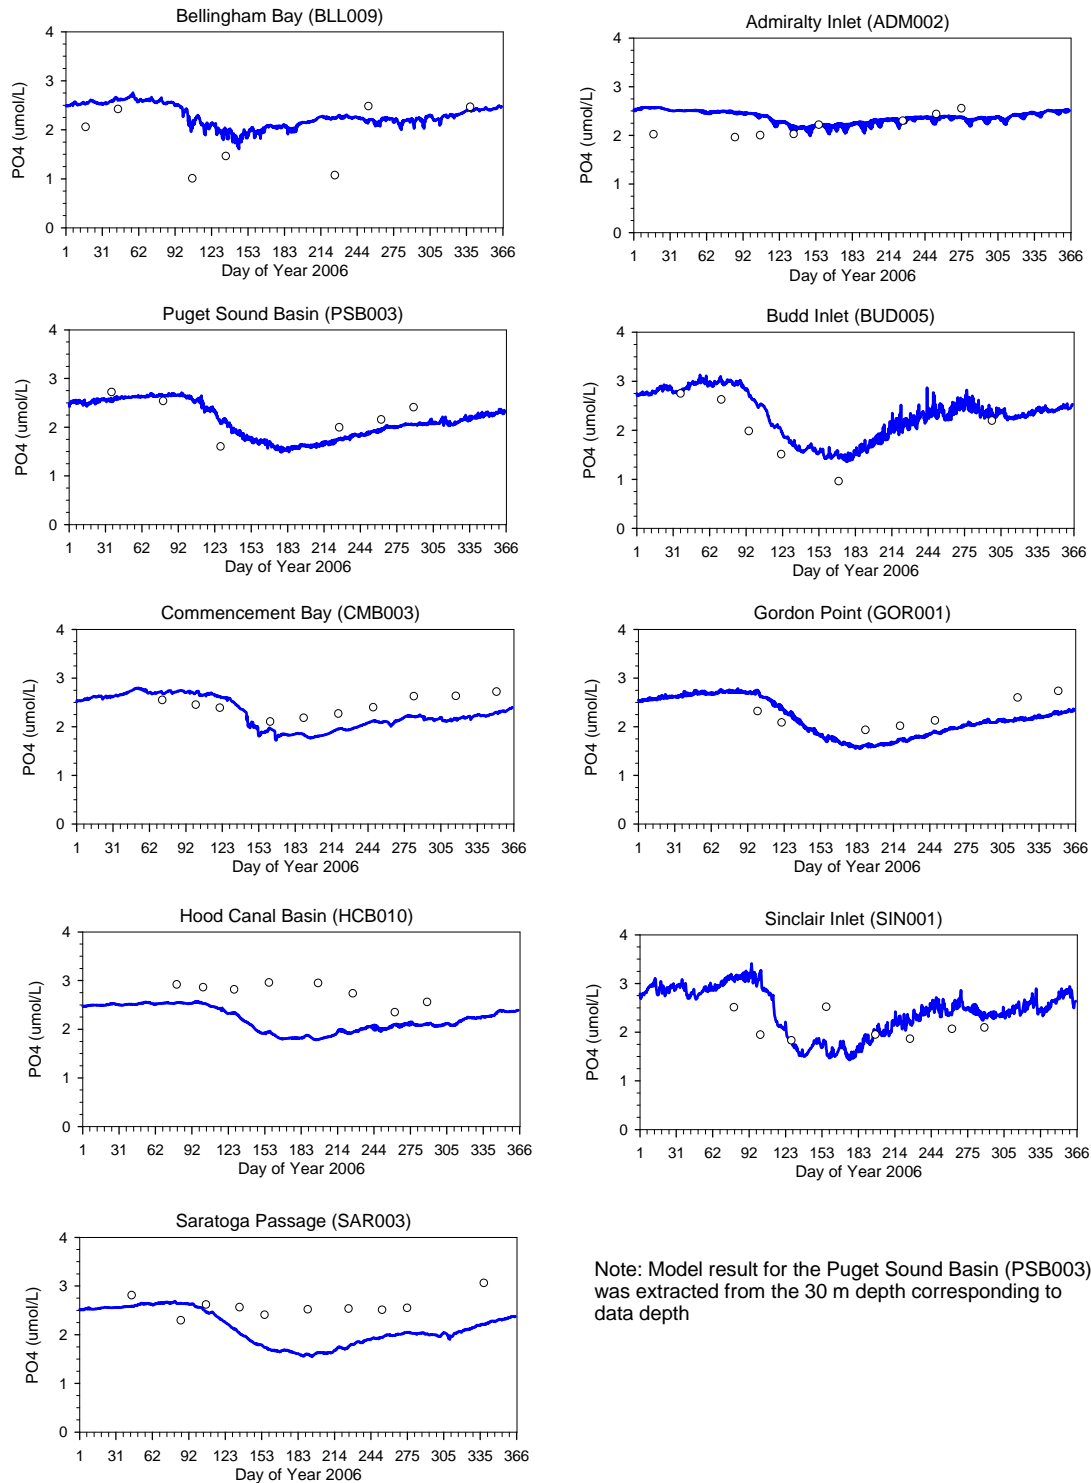 Bellingham Bay (BLL009)
PO4 (umol/L)
4
3
2
1
0
1 31 62 92 123 153 183 214 244 275 305 335 366
Day of Year 2006
Admiralty Inlet (ADM002)
PO4 (umol/L)
4
3
2
1
0
1 31 62 92 123 153 183 214 244 275 305 335 366
Day of Year 2006
Puget Sound Basin (PSB003)
PO4 (umol/L)
4
3
2
1
0
1 31 62 92 123 153 183 214 244 275 305 335 366
Day of Year 2006
Budd Inlet (BUD005)
PO4 (umol/L)
4
3
2
1
0
1 31 62 92 123 153 183 214 244 275 305 335 366
Day of Year 2006
Commencement Bay (CMB003)
PO4 (umol/L)
4
3
2
1
0
1 31 62 92 123 153 183 214 244 275 305 335 366
Day of Year 2006
Gordon Point (GOR001)
PO4 (umol/L)
4
3
2
1
0
1 31 62 92 123 153 183 214 244 275 305 335 366
Day of Year 2006
Hood Canal Basin (HCB010)
PO4 (umol/L)
4
3
2
1
0
1 31 62 92 123 153 183 214 244 275 305 335 366
Day of Year 2006
Sinclair Inlet (SIN001)
PO4 (umol/L)
4
3
2
1
0
1 31 62 92 123 153 183 214 244 275 305 335 366
Day of Year 2006
Saratoga Passage (SAR003)
PO4 (umol/L)
4
3
2
1
0
1 31 62 92 123 153 183 214 244 275 305 335 366
Day of Year 2006
Note: Model result for the Puget Sound Basin (PSB003)
was extracted from the 30 m depth corresponding to
data depth